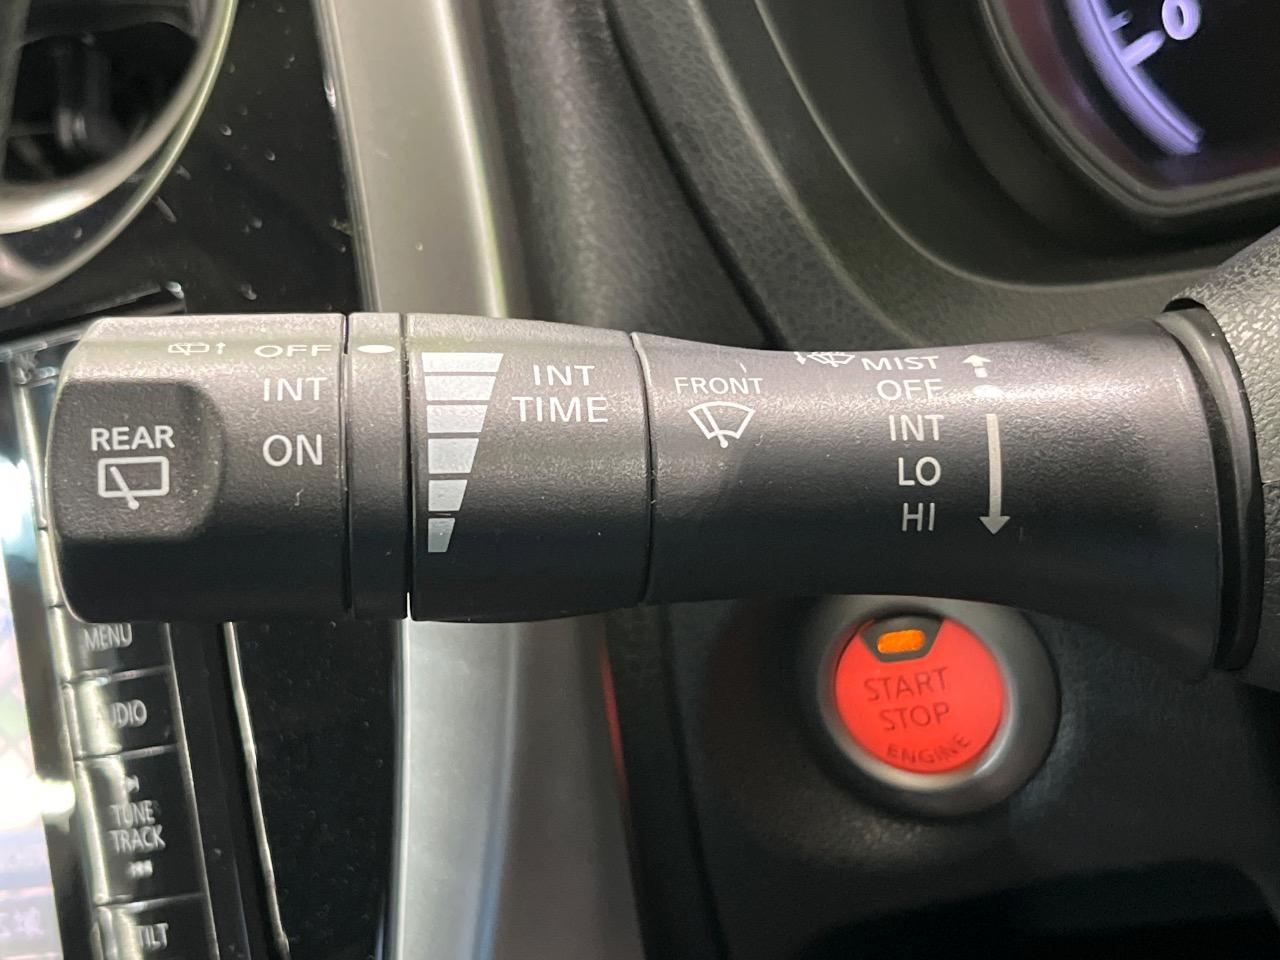 OFF
INT
ON
REAR
INT
TIME
FRONT
MIST
OFF
INT
LO
HI
START
STOP
ENGINE
MENU
AUDIO
TUNE
TRACK
TILT
0